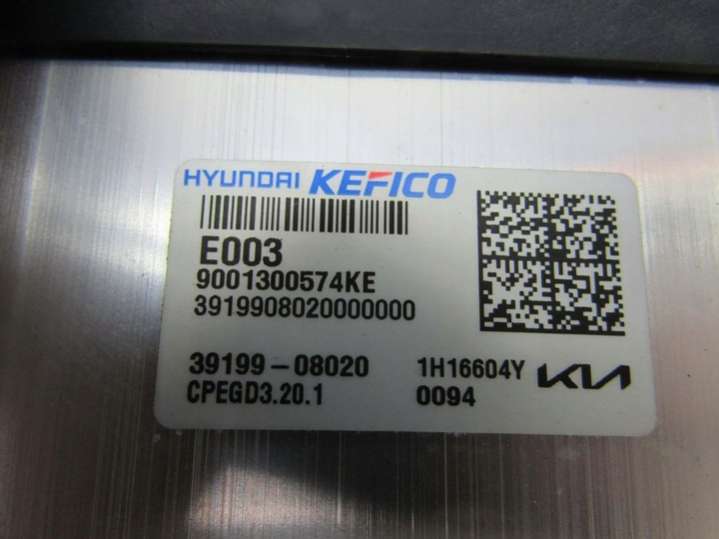 HYUNDAI KEFICO
E003
9001300574KE
3919908020000000
39199-08020 1H16604Y KIA
CPEGD3.20.1 0094